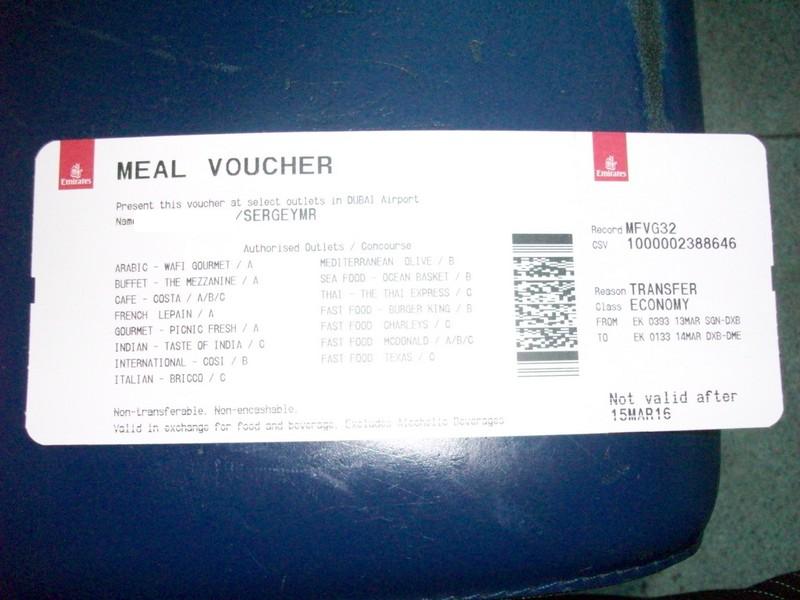 Emirates
MEAL VOUCHER
Emirates
Present this voucher at select outlets in DUBAI Airport
Name
/SERGEYMR
Authorised Outlets / Concourse
ARABIC - WAFI GOURMET / A
BUFFET - THE MEZZANINE / A
CAFE - COSTA / A/B/C
FRENCH LEPAIN / A
GOURMET - PICNIC FRESH / A
INDIAN - TASTE OF INDIA / C
INTERNATIONAL - COSI / B
ITALIAN - BRICCO / C
MEDITERRANEAN OLIVE / B
SEA FOOD - OCEAN BASKET / B
THAI - THE THAI EXPRESS / C
FAST FOOD - BURGER KING / B
FAST FOOD CHARLEYS / C
FAST FOOD MCDONALD / A/B/C
FAST FOOD TEXAS / C
Non-transferable. Non-encashable.
Valid in exchange for food and beverage. Excludes Alcoholic Beverages
Record MFVG32
CSV 1000002388646
Reason TRANSFER
Class ECONOMY
FROM EK 0393 13MAR SGN-DXB
TO EK 0133 14MAR DXB-DME
Not valid after
15MAR16